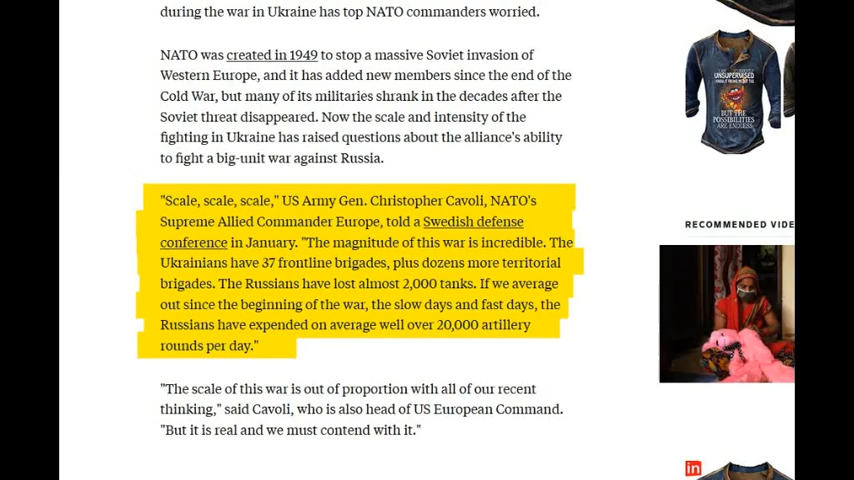 during the war in Ukraine has top NATO commanders worried.
NATO was created in 1949 to stop a massive Soviet invasion of
Western Europe, and it has added new members since the end of the
Cold War, but many of its militaries shrank in the decades after the
Soviet threat disappeared. Now the scale and intensity of the
fighting in Ukraine has raised questions about the alliance's ability
to fight a big-unit war against Russia.
"Scale, scale, scale," US Army Gen. Christopher Cavoli, NATO's
Supreme Allied Commander Europe, told a Swedish defense
conference in January. "The magnitude of this war is incredible. The
Ukrainians have 37 frontline brigades, plus dozens more territorial
brigades. The Russians have lost almost 2,000 tanks. If we average
out since the beginning of the war, the slow days and fast days, the
Russians have expended on average well over 20,000 artillery
rounds per day."
"The scale of this war is out of proportion with all of our recent
thinking," said Cavoli, who is also head of US European Command.
"But it is real and we must contend with it."
UNSUPERVISED
BUT THE
POSSIBILITIES
ARE ENDLESS
RECOMMENDED VIDE
in